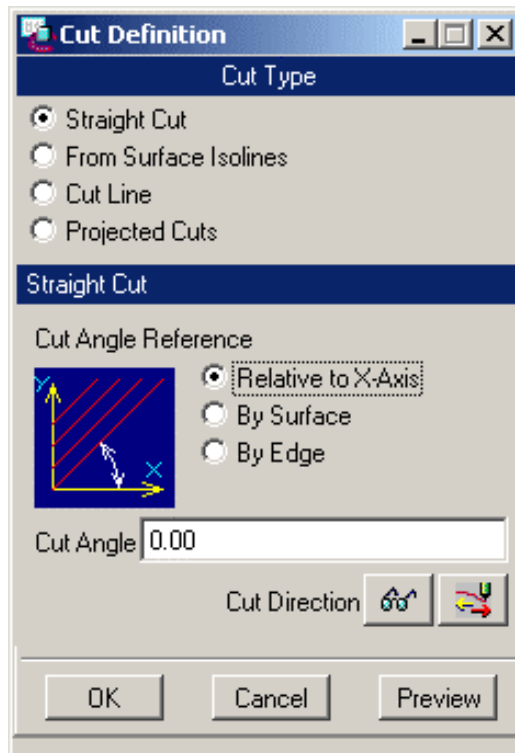 Cut Definition
Cut Type
Straight Cut
From Surface Isolines
Cut Line
Projected Cuts
Straight Cut
Cut Angle Reference
Y
X
Relative to X-Axis
By Surface
By Edge
Cut Angle 0.00
Cut Direction
OK Cancel Preview